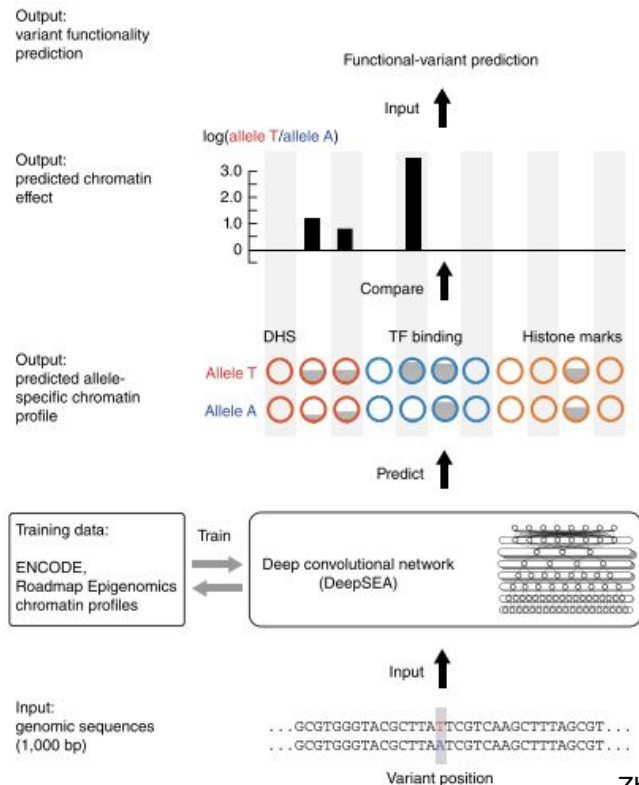 Output:
variant functionality
prediction
Functional-variant prediction
Input
log(allele T/allele A)
Output:
predicted chromatin
effect
3.0
2.0
1.0
0
Compare
DHS
TF binding
Histone marks
Output:
predicted allele-
specific chromatin
profile
Allele T
Allele A
Predict
Training data:
ENCODE,
Roadmap Epigenomics
chromatin profiles
Train
Deep convolutional network
(DeepSEA)
Input
Input:
genomic sequences
(1,000 bp)
...GCGTGGGTACGCTTATTCGTCAAGCTTTAGCGT...
...GCGTGGGTACGCTTAATCGTCAAGCTTTAGCGT...
Variant position